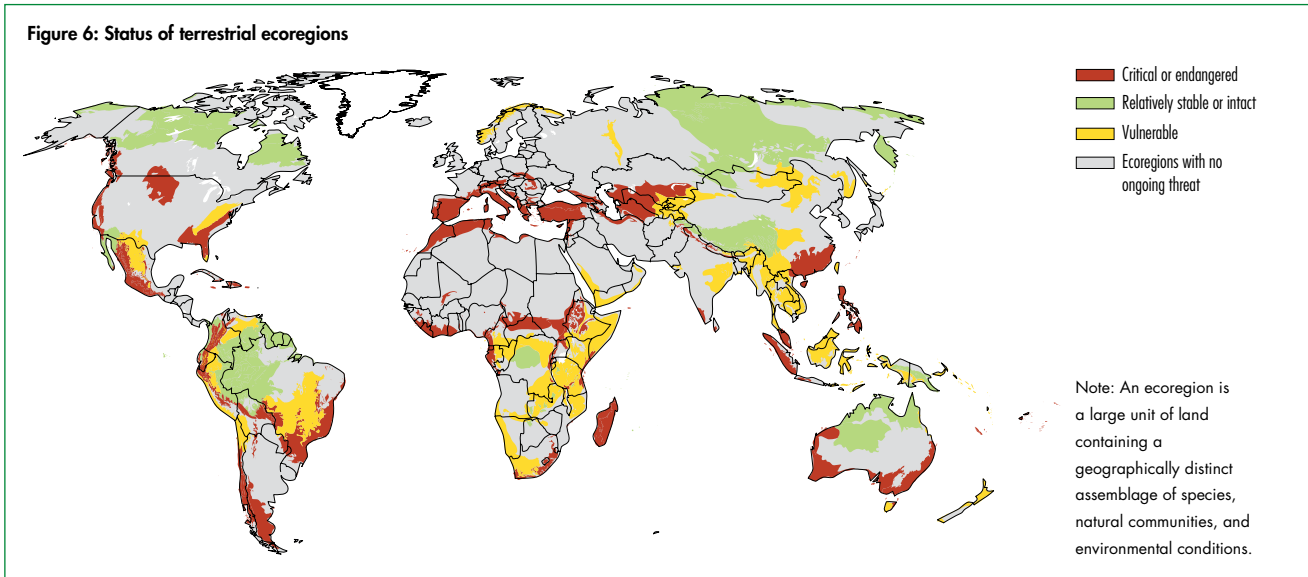 Figure 6: Status of terrestrial ecoregions
Critical or endangered
Relatively stable or intact
Vulnerable
Ecoregions with no
ongoing threat
Note: An ecoregion is
a large unit of land
containing a
geographically distinct
assemblage of species,
natural communities, and
environmental conditions.